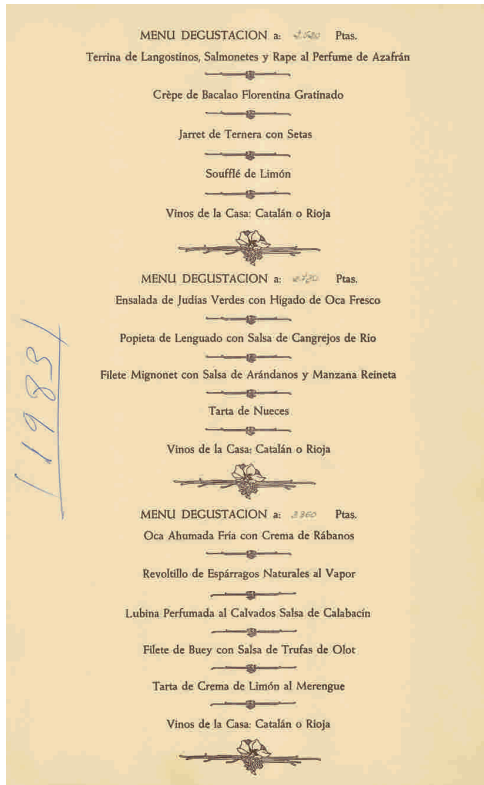 MENU DEGUSTACION a: Ptas.
Terrina de Langostinos, Salmonetes y Rape al Perfume de Azafrán
Crèpe de Bacalao Florentina Gratinado
Jarret de Ternera con Setas
Soufflé de Limón
Vinos de la Casa: Catalán o Rioja
MENU DEGUSTACION a: Ptas.
Ensalada de Judías Verdes con Hígado de Oca Fresco
Popieta de Lenguado con Salsa de Cangrejos de Río
Filete Mignonet con Salsa de Arándanos y Manzana Reineta
Tarta de Nueces
Vinos de la Casa: Catalán o Rioja
MENU DEGUSTACION a: 3360 Ptas.
Oca Ahumada Fría con Crema de Rábanos
Revoltillo de Espárragos Naturales al Vapor
Lubina Perfumada al Calvados Salsa de Calabacín
Filete de Buey con Salsa de Trufas de Olot
Tarta de Crema de Limón al Merengue
Vinos de la Casa: Catalán o Rioja
1983